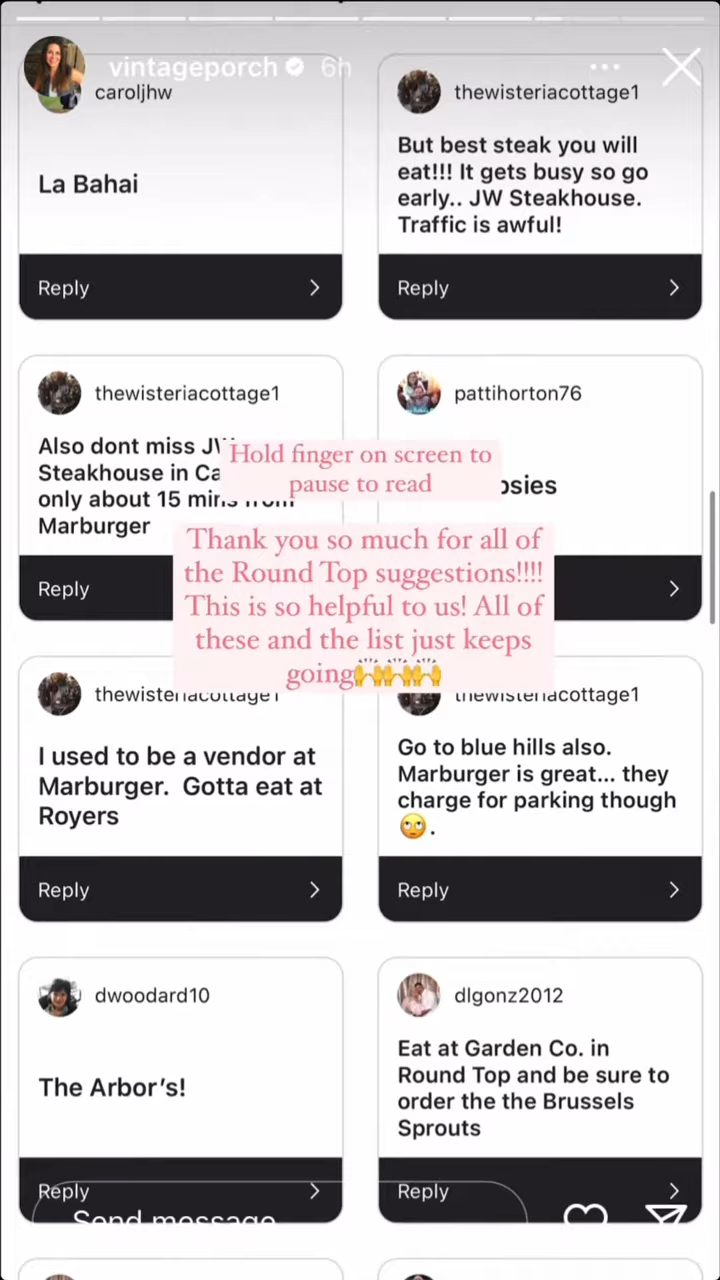 vintageporch 6h
caroljhw
La Bahai
Reply
thewisteriacottage1
But best steak you will
eat!!! It gets busy so go
early.. JW Steakhouse.
Traffic is awful!
Reply
thewisteriacottage1
Also dont miss
Steakhouse in
only about 15 mins from
Marburger
Reply
pattihorton76
Hold finger on screen to
pause to read
Thank you so much for all of
the Round Top suggestions!!!!
This is so helpful to us! All of
these and the list just keeps
going🙌🙌🙌
thewisteriacottage1
I used to be a vendor at
Marburger. Gotta eat at
Royers
Reply
thewisteriacottage1
Go to blue hills also.
Marburger is great... they
charge for parking though
🙄.
Reply
dwoodard10
The Arbor's!
Reply
dlgonz2012
Eat at Garden Co. in
Round Top and be sure to
order the the Brussels
Sprouts
Reply
Send message